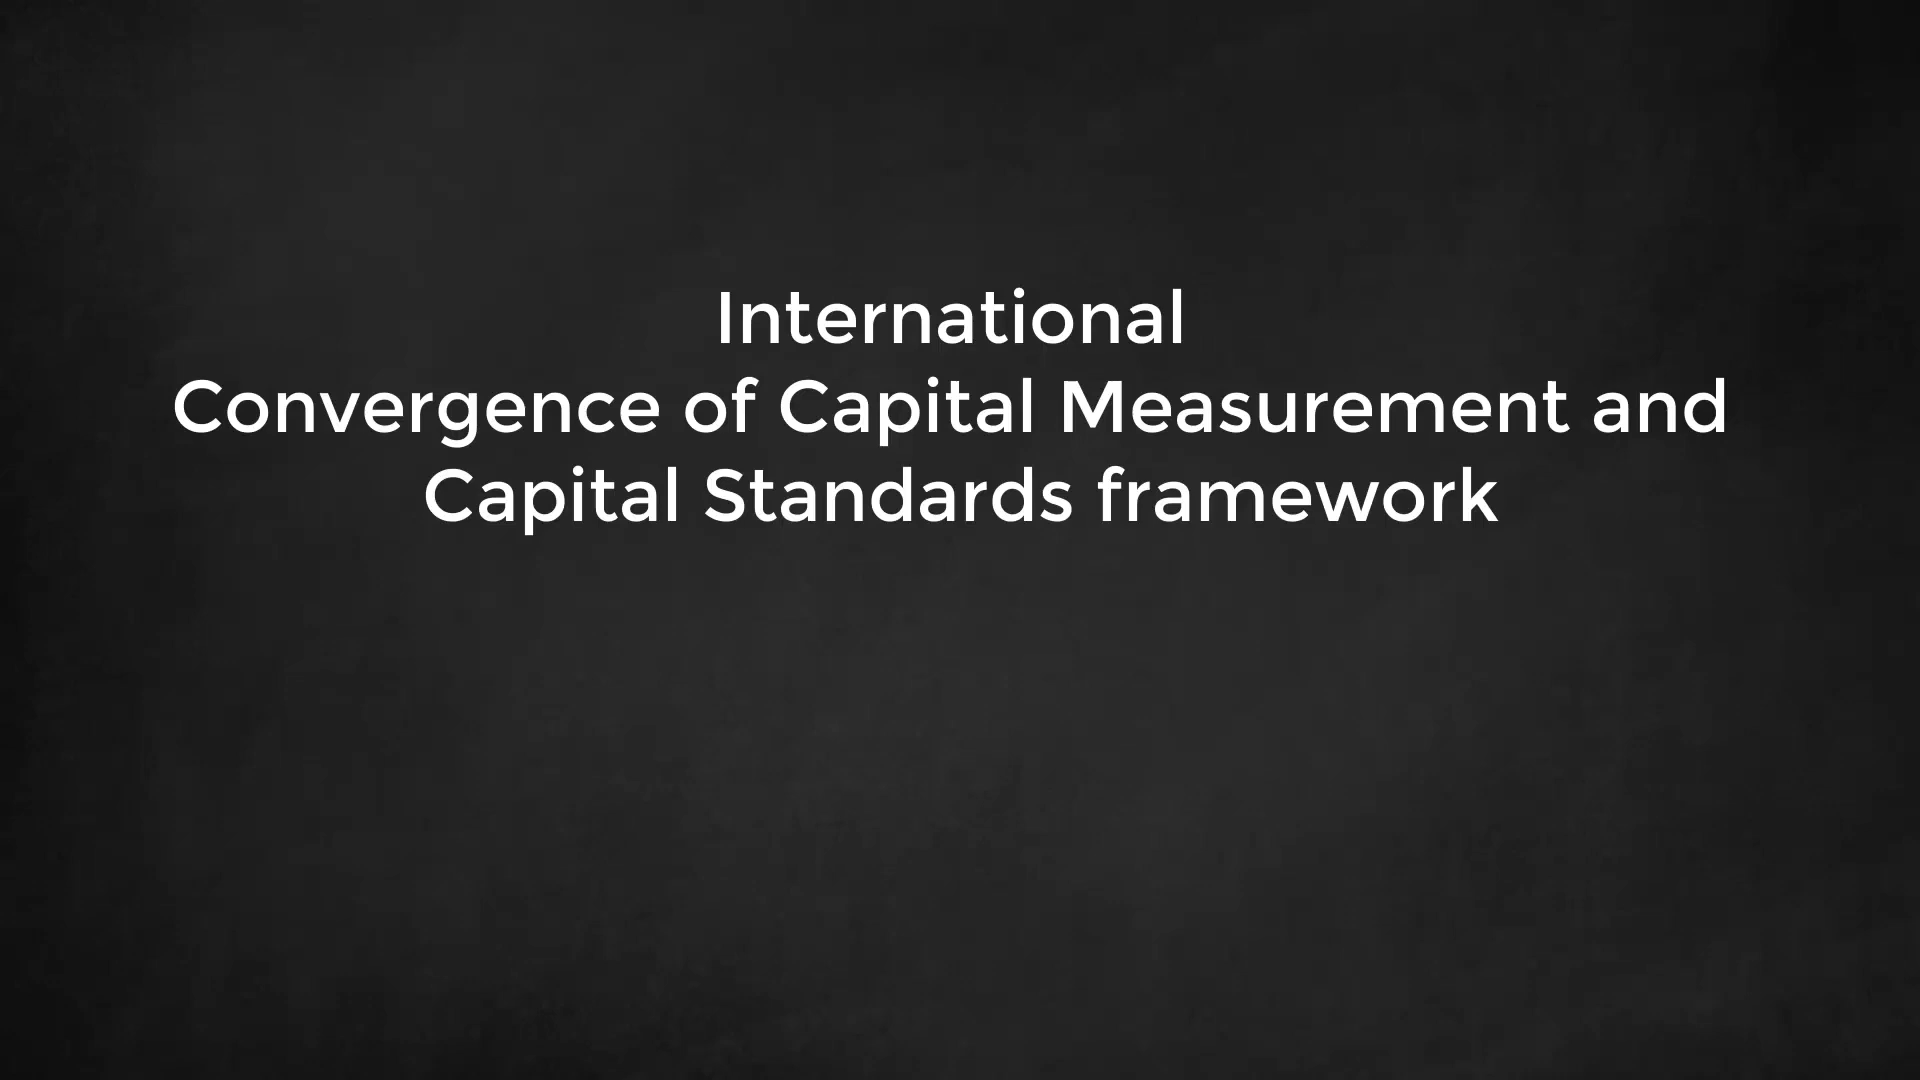 International
Convergence of Capital Measurement and
Capital Standards framework